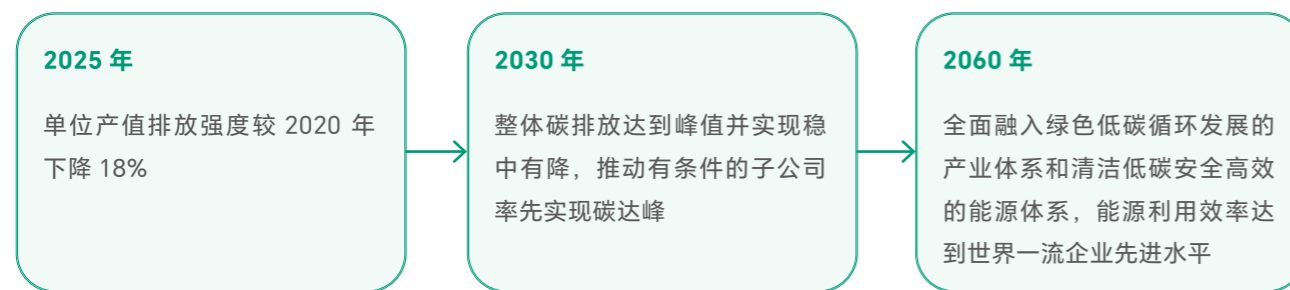 2025 年
单位产值排放强度较 2020 年
下降 18%
2030 年
整体碳排放达到峰值并实现稳
中有降，推动有条件的子公司
率先实现碳达峰
2060 年
全面融入绿色低碳循环发展的
产业体系和清洁低碳安全高效
的能源体系，能源利用效率达
到世界一流企业先进水平